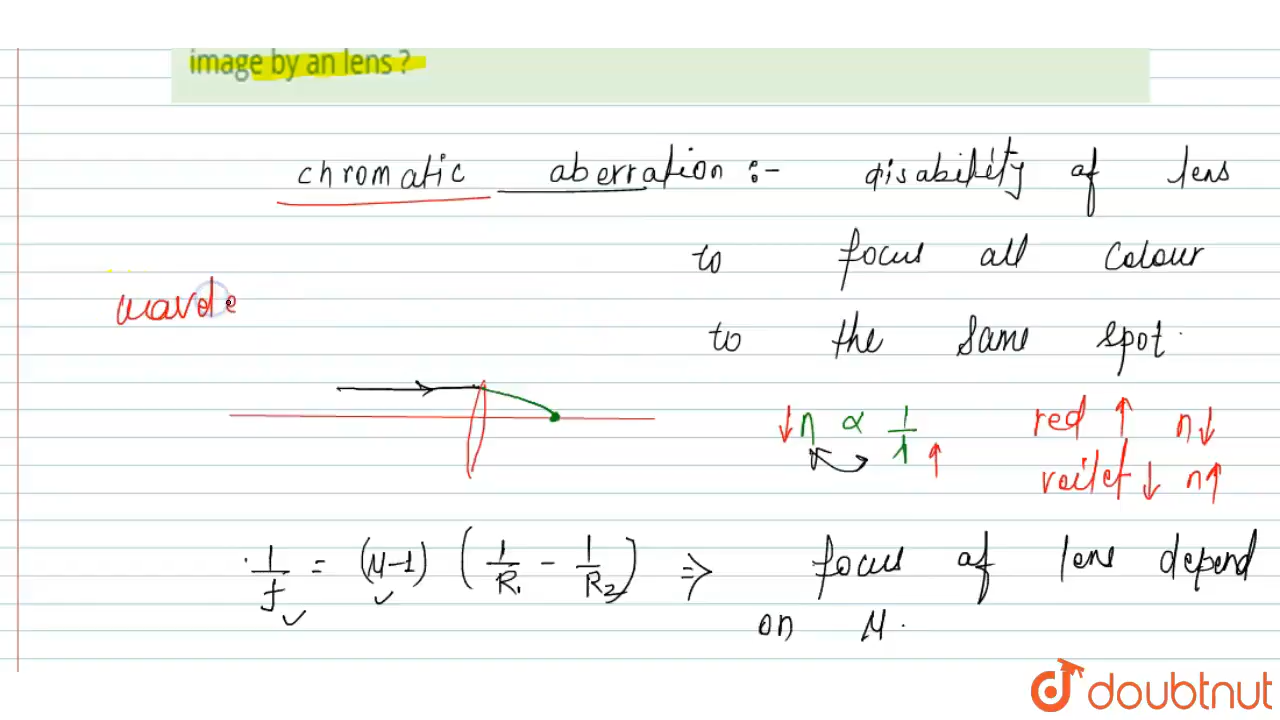 image by an lens ?
chromatic aberration :- disability of lens
to focus all colour
to the same spot.
wavele
↓ n ∝ 1/λ ↑
red ↑ n↓
voilet ↓ n↑
1/f = (μ-1) (1/R1 - 1/R2) ⇒ focus of lens depend
on μ.
doubtnut